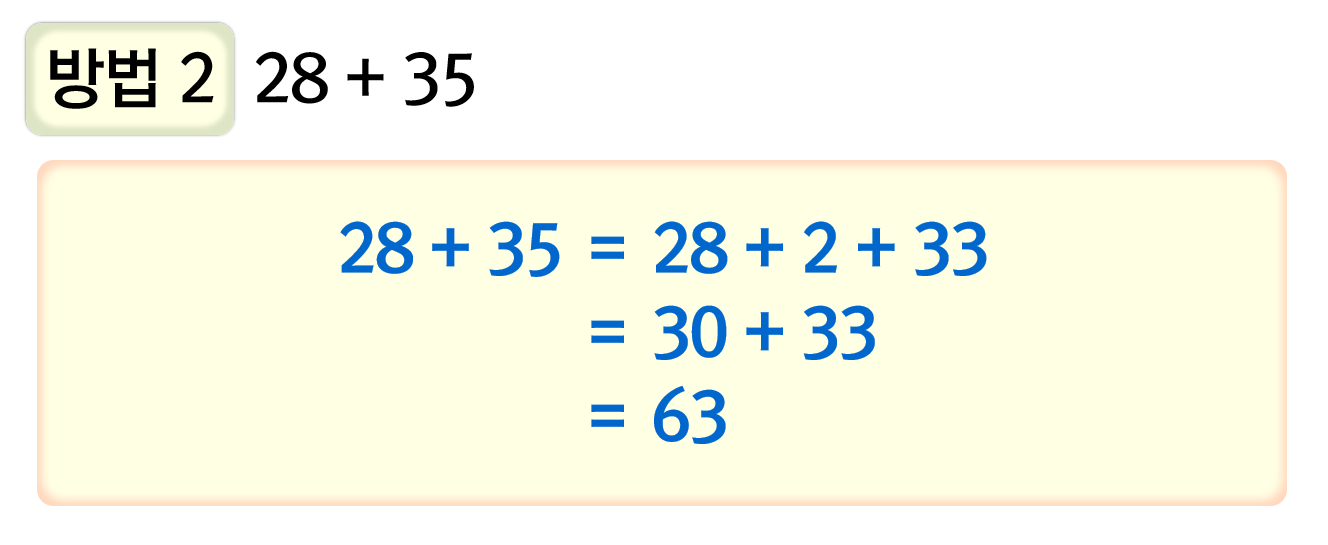 방법 2 28 + 35
28 + 35 = 28 + 2 + 33
= 30 + 33
= 63